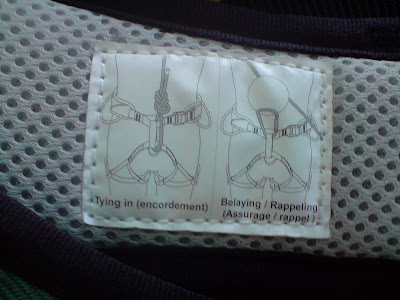 Tying in (encordement)
Belaying / Rappeling
(Assurage / rappel )